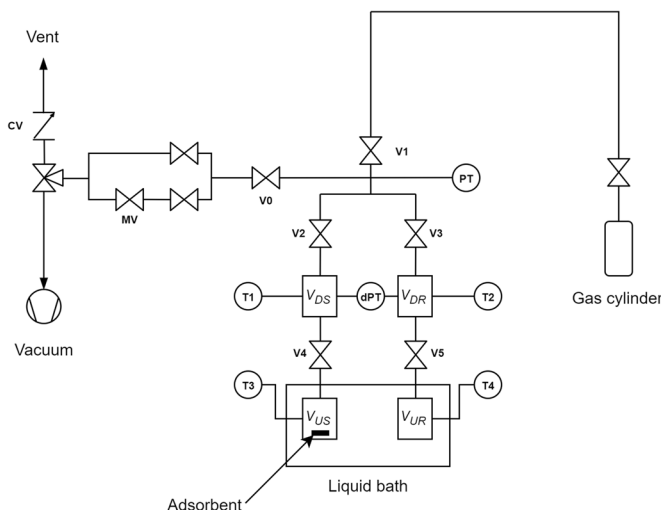 Vent
CV
V1
PT
MV
V0
V2
V3
Gas cylinder
T1
V_DS
dPT
V_DR
T2
Vacuum
V4
V5
T3
V_US
V_UR
T4
Liquid bath
Adsorbent